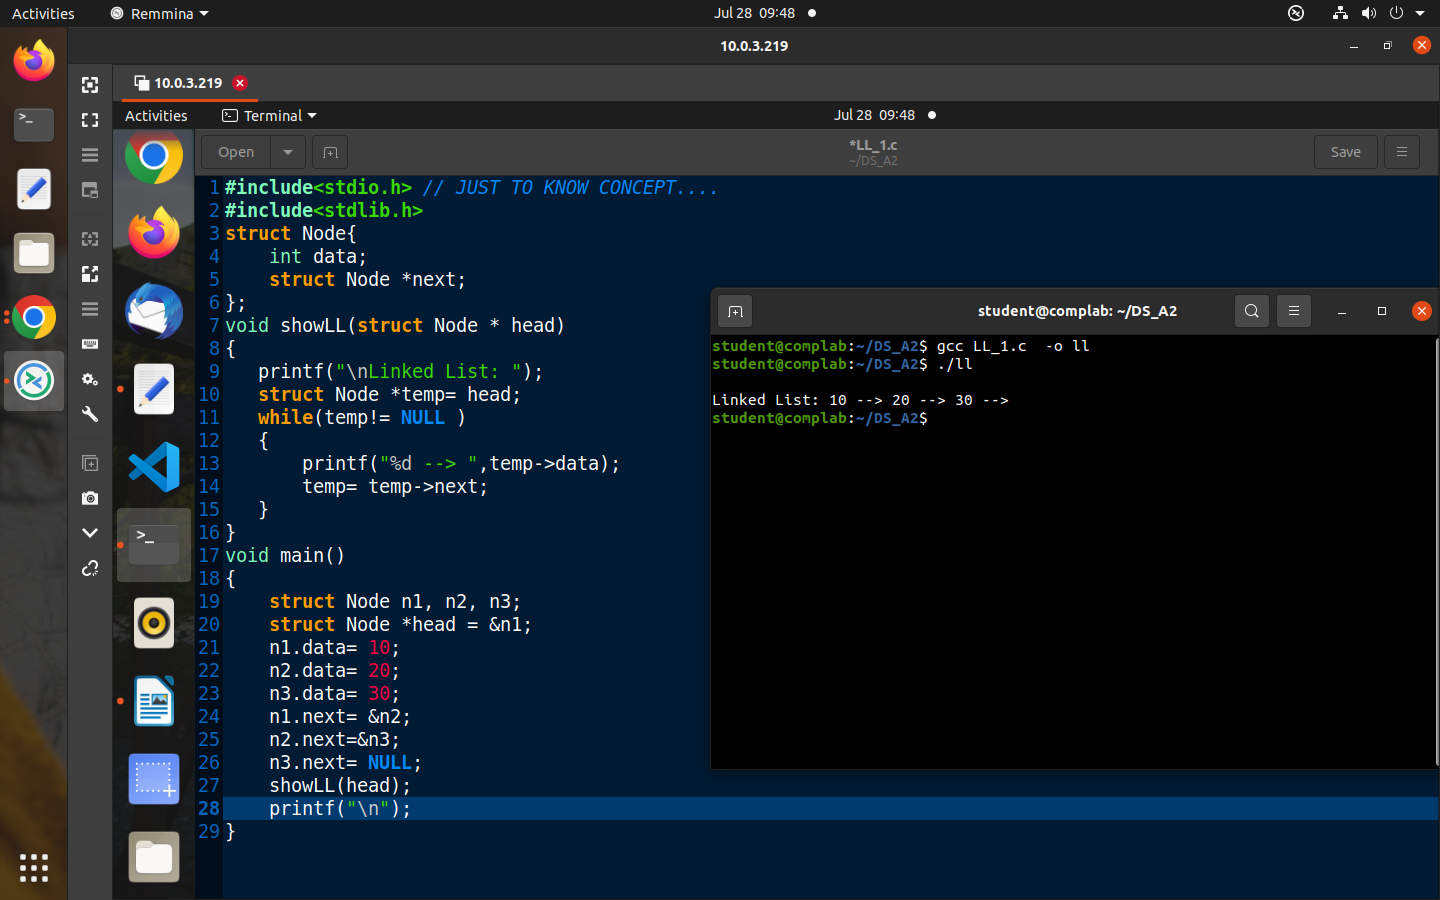 Activities
Remmina
Jul 28 09:48
10.0.3.219
10.0.3.219
Activities
Terminal
Jul 28 09:48
Open
*LL_1.c
~/DS_A2
Save
1 #include<stdio.h> // JUST TO KNOW CONCEPT....
2 #include<stdlib.h>
3 struct Node{
4     int data;
5     struct Node *next;
6 };
7 void showLL(struct Node * head)
8 {
9    printf("\nLinked List: ");
10    struct Node *temp= head;
11    while(temp!= NULL )
12    {
13        printf("%d --> ",temp->data);
14        temp= temp->next;
15    }
16 }
17 void main()
18 {
19     struct Node n1, n2, n3;
20     struct Node *head = &n1;
21     n1.data= 10;
22     n2.data= 20;
23     n3.data= 30;
24     n1.next= &n2;
25     n2.next=&n3;
26     n3.next= NULL;
27     showLL(head);
28     printf("\n");
29 }
student@complab: ~/DS_A2
student@complab:~/DS_A2$ gcc LL_1.c  -o ll
student@complab:~/DS_A2$ ./ll
Linked List: 10 --> 20 --> 30 -->
student@complab:~/DS_A2$